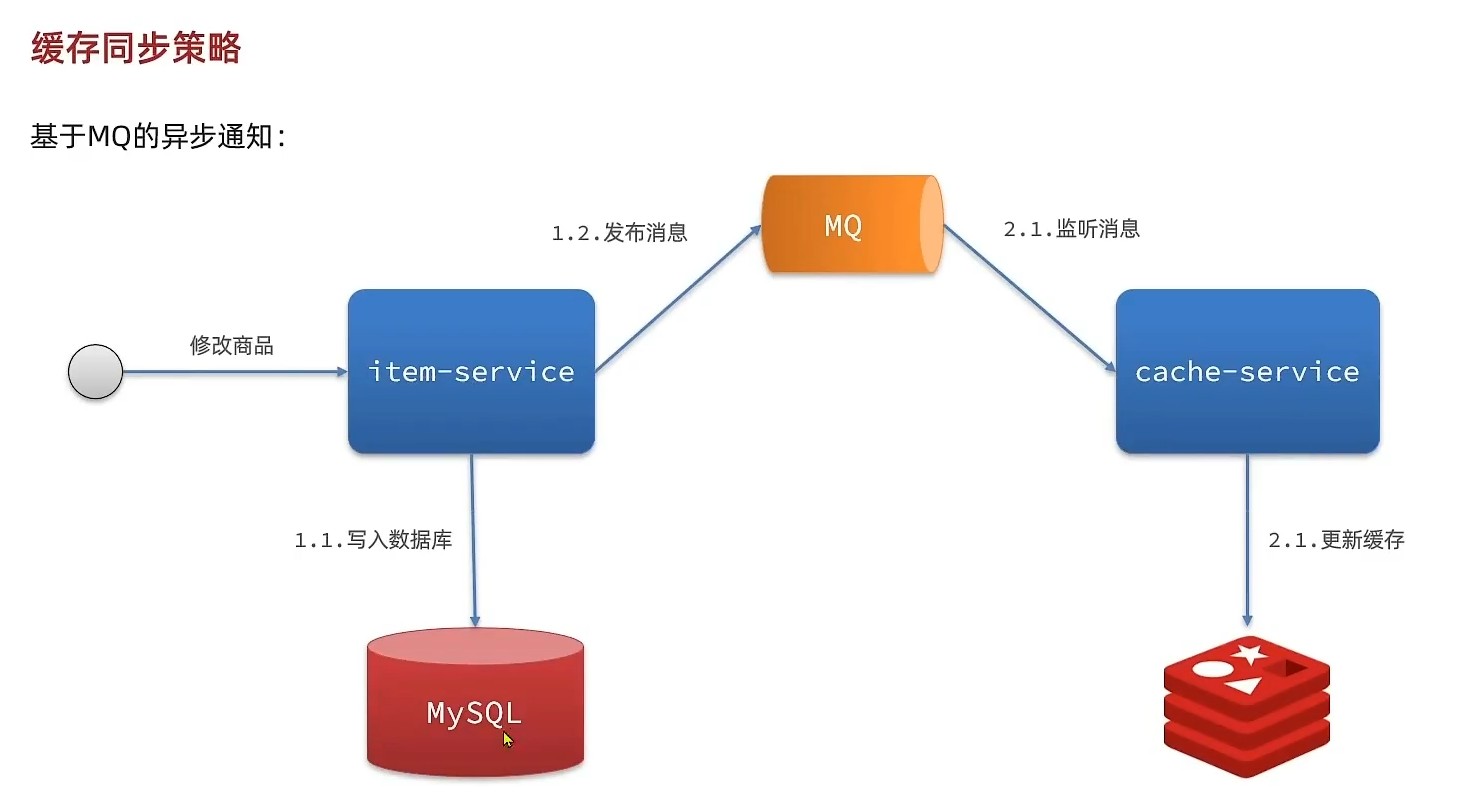 缓存同步策略
基于MQ的异步通知：
MQ
1.2.发布消息
2.1.监听消息
修改商品
item-service
cache-service
1.1.写入数据库
2.1.更新缓存
MySQL